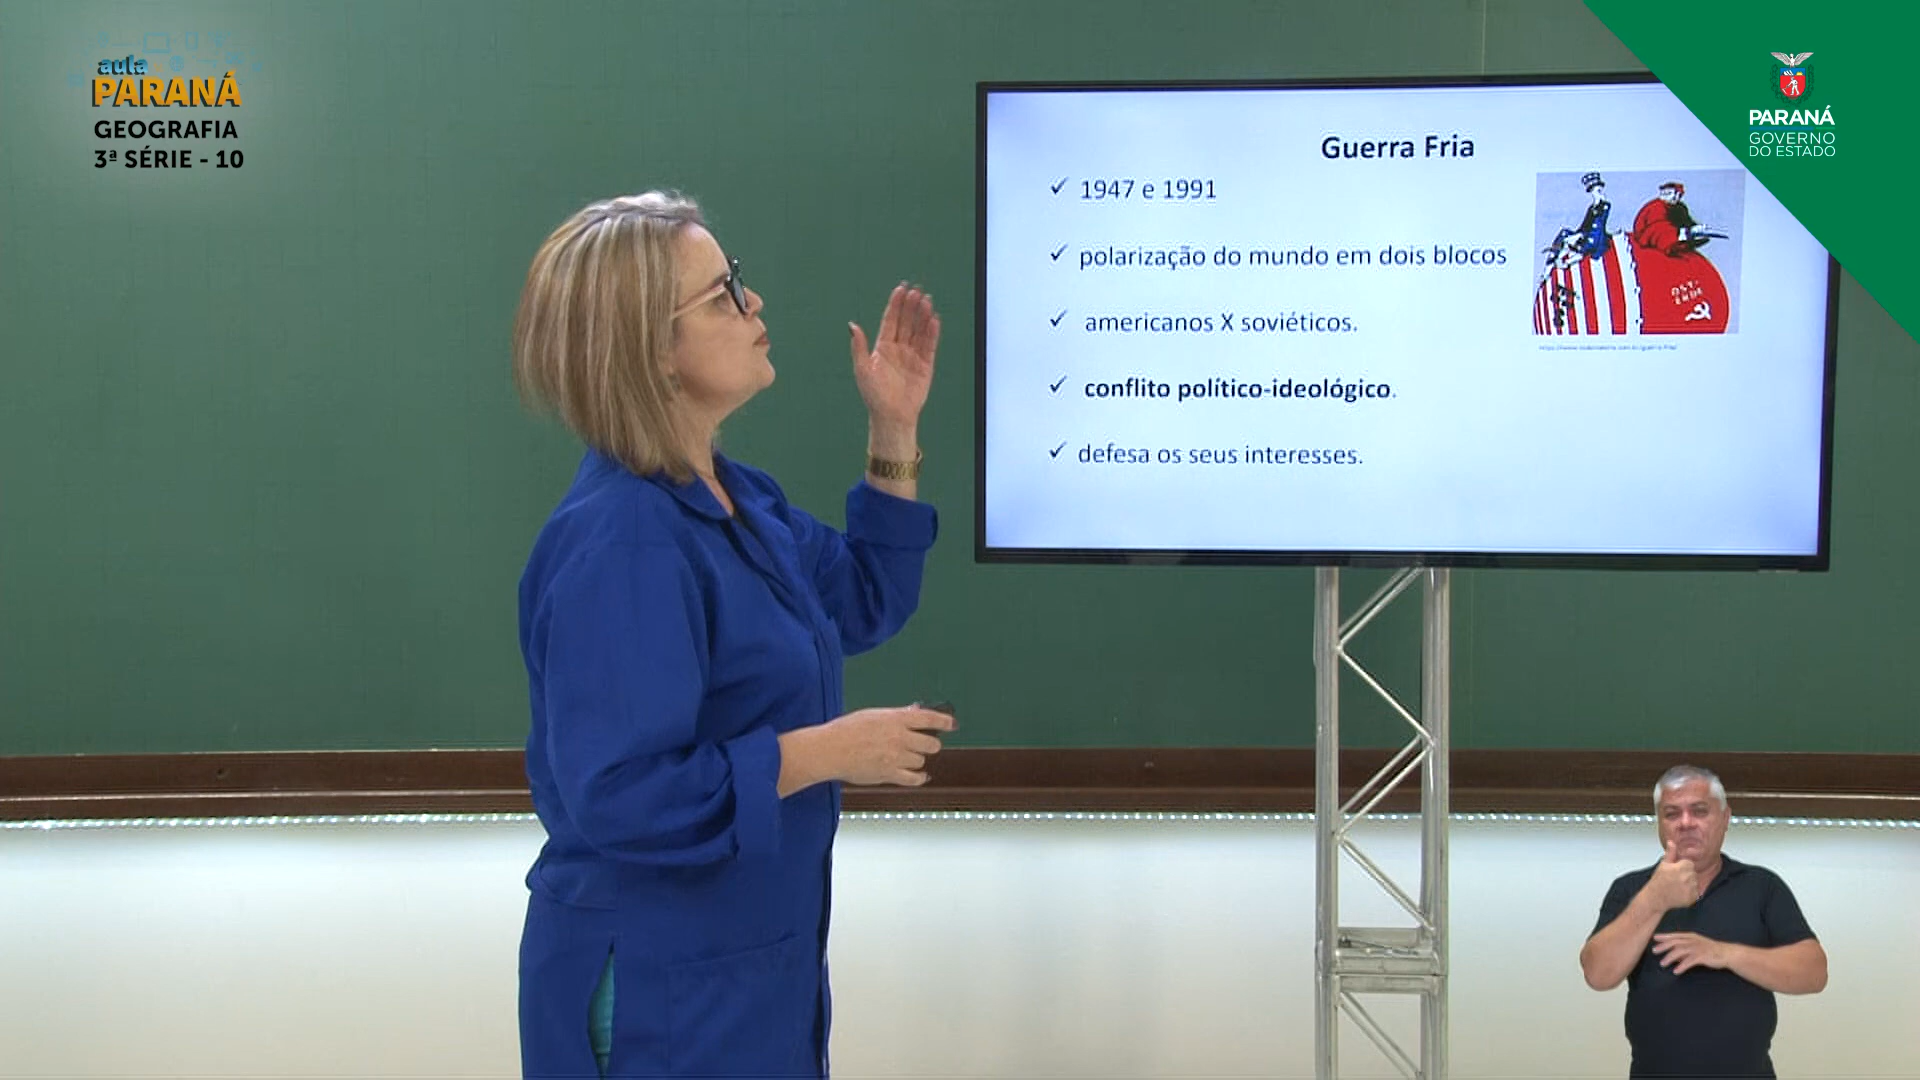 aula
PARANÁ
GEOGRAFIA
3ª SÉRIE - 10
PARANÁ
GOVERNO
DO ESTADO
Guerra Fria
✓ 1947 e 1991
✓ polarização do mundo em dois blocos
✓ americanos X soviéticos.
✓ conflito político-ideológico.
✓ defesa os seus interesses.